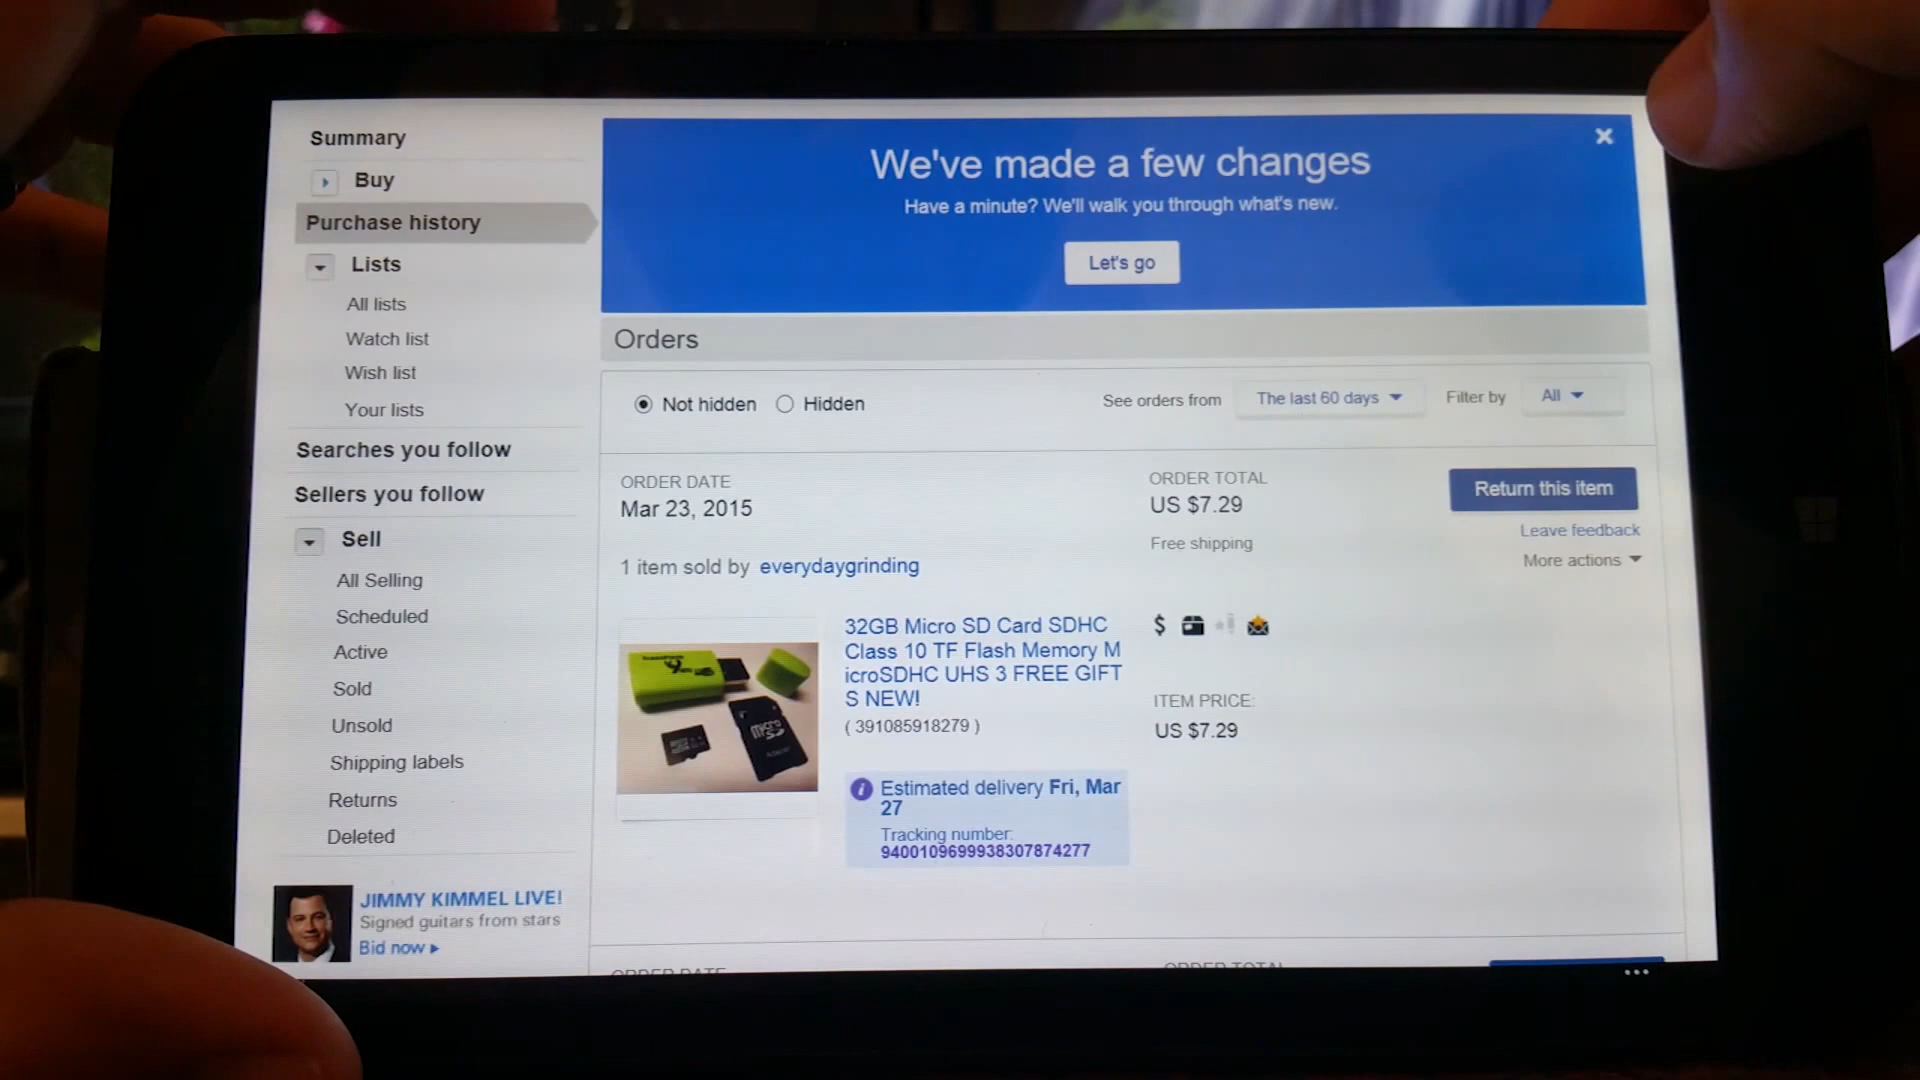 Summary
Buy
Purchase history
Lists
All lists
Watch list
Wish list
Your lists
Searches you follow
Sellers you follow
Sell
All Selling
Scheduled
Active
Sold
Unsold
Shipping labels
Returns
Deleted
JIMMY KIMMEL LIVE!
Signed guitars from stars
Bid now
We've made a few changes
Have a minute? We'll walk you through what's new.
Let's go
Orders
Not hidden
Hidden
See orders from
The last 60 days
Filter by
All
ORDER DATE
Mar 23, 2015
ORDER TOTAL
US $7.29
Free shipping
Return this item
Leave feedback
More actions
1 item sold by everydaygrinding
32GB Micro SD Card SDHC
Class 10 TF Flash Memory M
icroSDHC UHS 3 FREE GIFT
S NEW!
( 391085918279 )
$
ITEM PRICE:
US $7.29
Estimated delivery Fri, Mar
27
Tracking number:
9400109699938307874277
micro
ORDER DATE
ORDER TOTAL